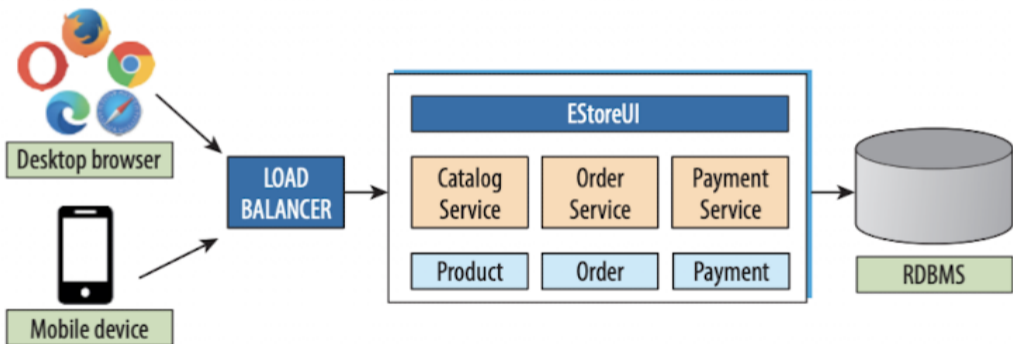 Desktop browser
Mobile device
LOAD
BALANCER
EStoreUI
Catalog
Service
Order
Service
Payment
Service
Product
Order
Payment
RDBMS